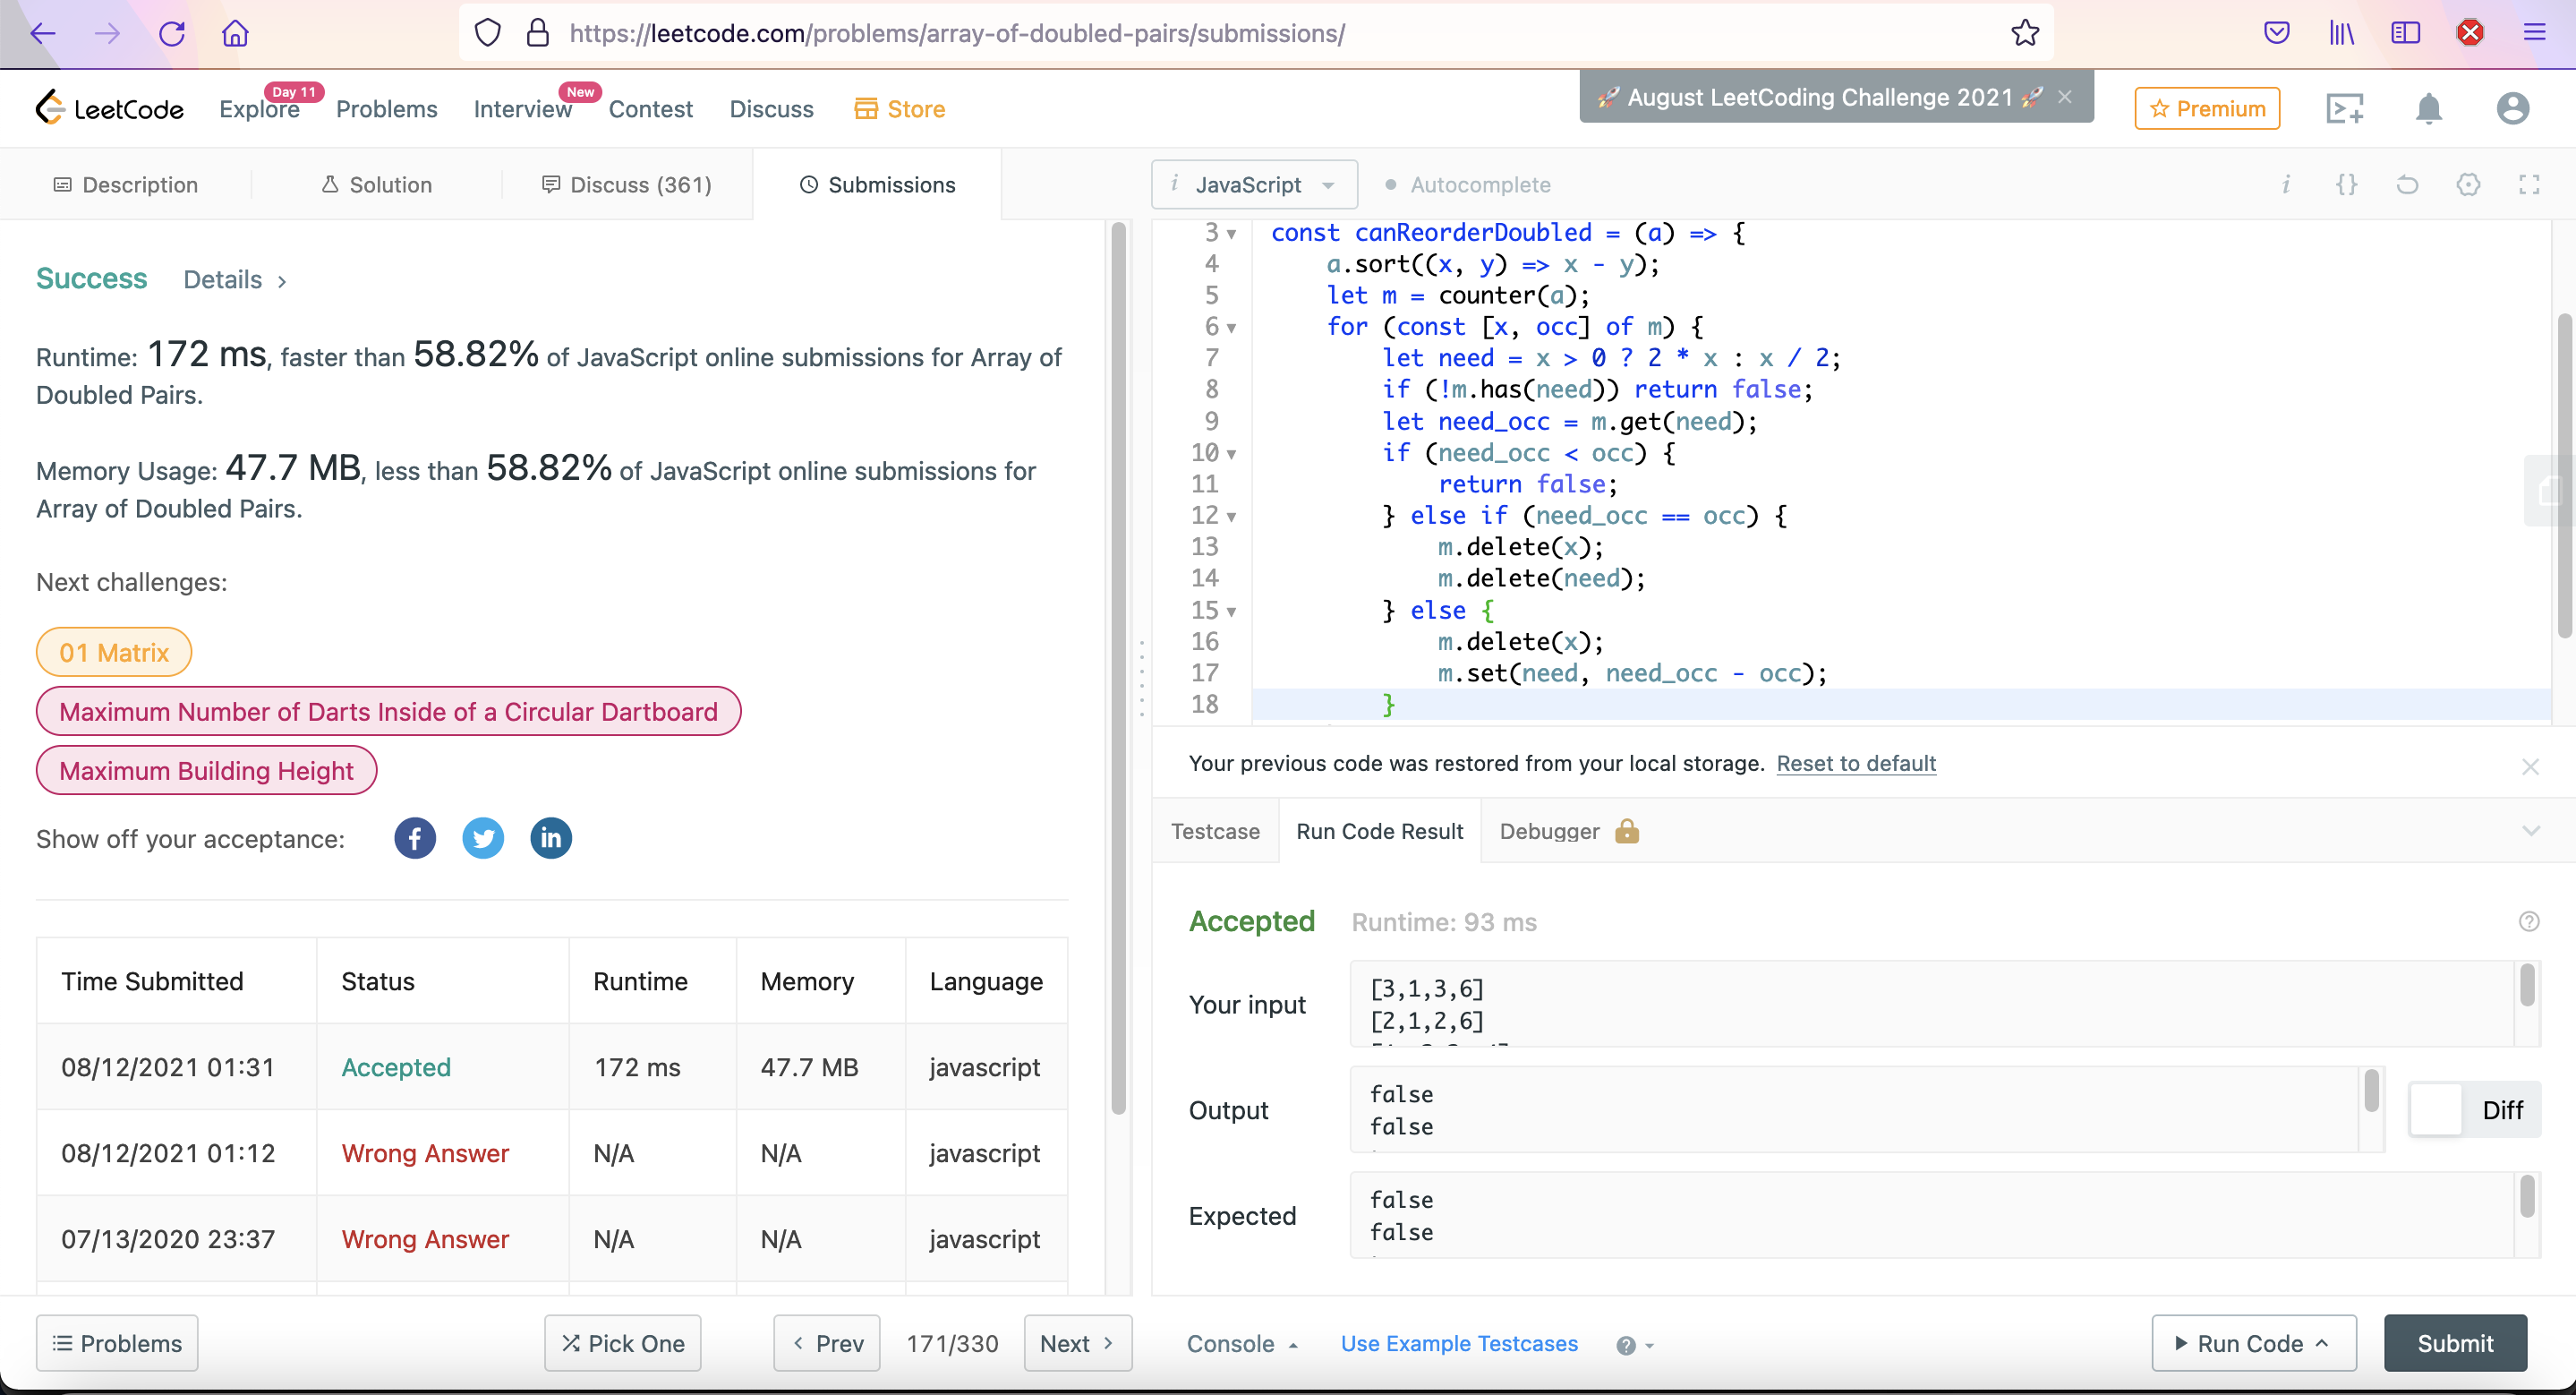 https://leetcode.com/problems/array-of-doubled-pairs/submissions/
LeetCode
Explore
Day 11
Problems
Interview
New
Contest
Discuss
Store
🚀 August LeetCoding Challenge 2021 🚀
Premium
Description
Solution
Discuss (361)
Submissions
Success
Details
Runtime: 172 ms, faster than 58.82% of JavaScript online submissions for Array of
Doubled Pairs.
Memory Usage: 47.7 MB, less than 58.82% of JavaScript online submissions for
Array of Doubled Pairs.
Next challenges:
01 Matrix
Maximum Number of Darts Inside of a Circular Dartboard
Maximum Building Height
Show off your acceptance:
Time Submitted Status Runtime Memory Language
08/12/2021 01:31 Accepted 172 ms 47.7 MB javascript
08/12/2021 01:12 Wrong Answer N/A N/A javascript
07/13/2020 23:37 Wrong Answer N/A N/A javascript
Problems
Pick One
Prev
171/330
Next
i JavaScript
Autocomplete
3 const canReorderDoubled = (a) => {
4 a.sort((x, y) => x - y);
5 let m = counter(a);
6 for (const [x, occ] of m) {
7 let need = x > 0 ? 2 * x : x / 2;
8 if (!m.has(need)) return false;
9 let need_occ = m.get(need);
10 if (need_occ < occ) {
11 return false;
12 } else if (need_occ == occ) {
13 m.delete(x);
14 m.delete(need);
15 } else {
16 m.delete(x);
17 m.set(need, need_occ - occ);
18 }
Your previous code was restored from your local storage. Reset to default
Testcase
Run Code Result
Debugger
Accepted
Runtime: 93 ms
Your input
[3,1,3,6]
[2,1,2,6]
Output
false
false
Diff
Expected
false
false
Console
Use Example Testcases
Run Code
Submit